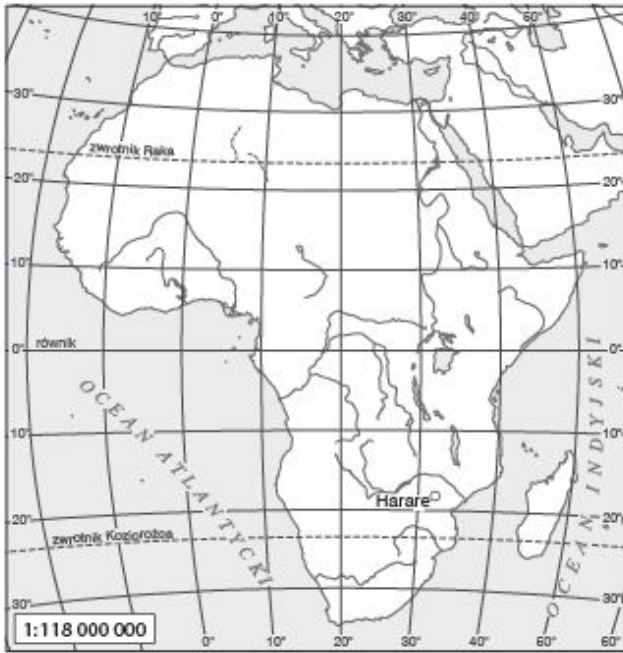 10° 0° 10° 20° 30° 40° 50°
30° 30°
zwrotnik Raka
20° 20°
10° 10°
równik
0° 0°
OCEAN ATLANTYCKI
OCEAN INDYJSKI
10° 10°
Harare
20° 20°
zwrotnik Koziorożca
30° 30°
1:118 000 000
0° 10° 20° 30° 40° 50° 60°